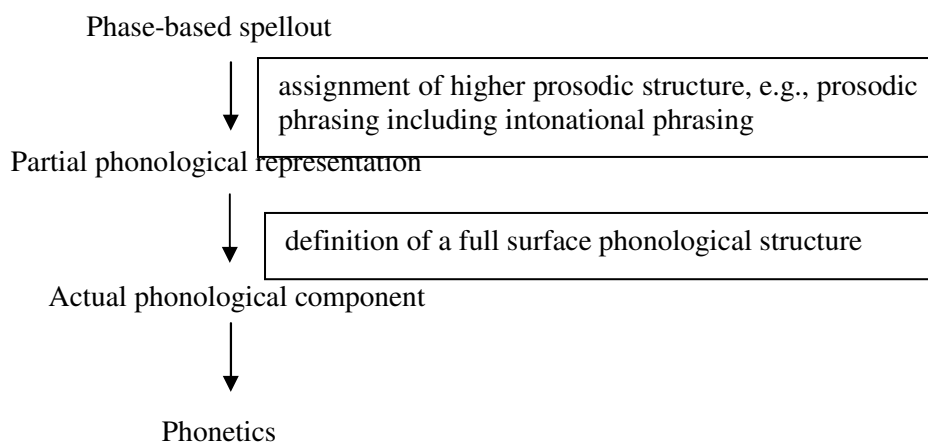 Phase-based spellout
assignment of higher prosodic structure, e.g., prosodic
phrasing including intonational phrasing
Partial phonological representation
definition of a full surface phonological structure
Actual phonological component
Phonetics